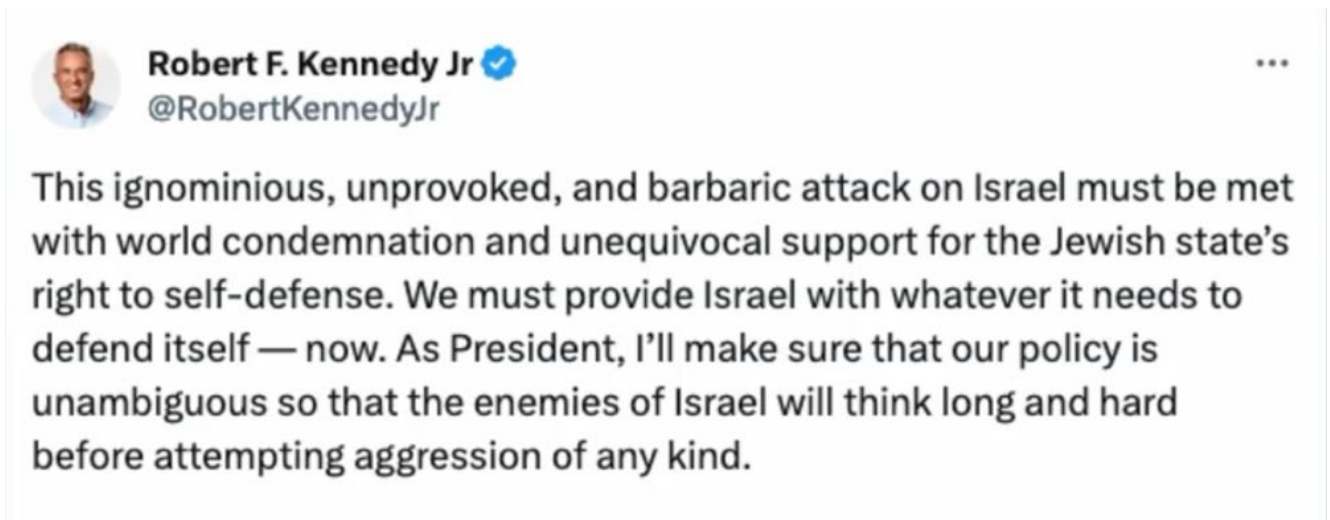 Robert F. Kennedy Jr
@RobertKennedyJr
This ignominious, unprovoked, and barbaric attack on Israel must be met
with world condemnation and unequivocal support for the Jewish state’s
right to self-defense. We must provide Israel with whatever it needs to
defend itself — now. As President, I’ll make sure that our policy is
unambiguous so that the enemies of Israel will think long and hard
before attempting aggression of any kind.